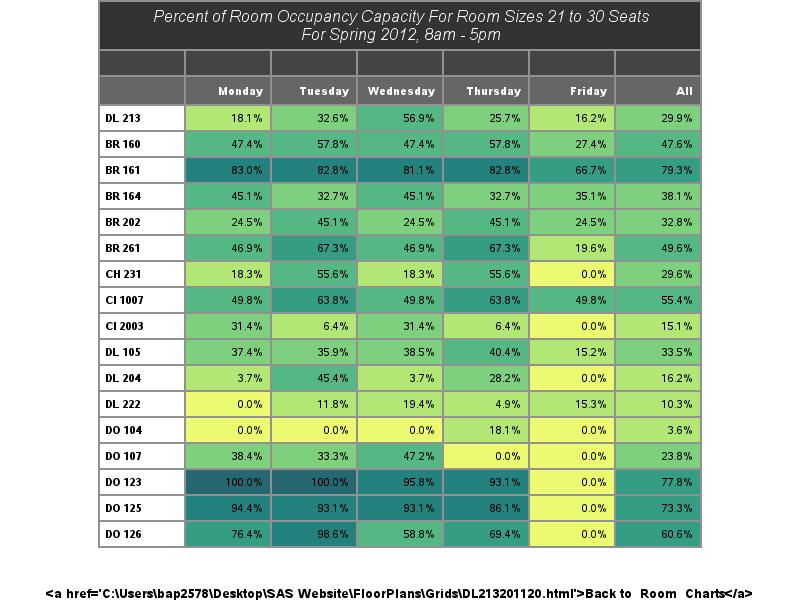 Percent of Room Occupancy Capacity For Room Sizes 21 to 30 Seats
For Spring 2012, 8am - 5pm
Monday Tuesday Wednesday Thursday Friday All
DL 213 18.1% 32.6% 56.9% 25.7% 16.2% 29.9%
BR 160 47.4% 57.8% 47.4% 57.8% 27.4% 47.6%
BR 161 83.0% 82.8% 81.1% 82.8% 66.7% 79.3%
BR 164 45.1% 32.7% 45.1% 32.7% 35.1% 38.1%
BR 202 24.5% 45.1% 24.5% 45.1% 24.5% 32.8%
BR 261 46.9% 67.3% 46.9% 67.3% 19.6% 49.6%
CH 231 18.3% 55.6% 18.3% 55.6% 0.0% 29.6%
CI 1007 49.8% 63.8% 49.8% 63.8% 49.8% 55.4%
CI 2003 31.4% 6.4% 31.4% 6.4% 0.0% 15.1%
DL 105 37.4% 35.9% 38.5% 40.4% 15.2% 33.5%
DL 204 3.7% 45.4% 3.7% 28.2% 0.0% 16.2%
DL 222 0.0% 11.8% 19.4% 4.9% 15.3% 10.3%
DO 104 0.0% 0.0% 0.0% 18.1% 0.0% 3.6%
DO 107 38.4% 33.3% 47.2% 0.0% 0.0% 23.8%
DO 123 100.0% 100.0% 95.8% 93.1% 0.0% 77.8%
DO 125 94.4% 93.1% 93.1% 86.1% 0.0% 73.3%
DO 126 76.4% 98.6% 58.8% 69.4% 0.0% 60.6%
<a href='C:\Users\bap2578\Desktop\SAS Website\FloorPlans\Grids\DL213201120.html'>Back to Room Charts</a>